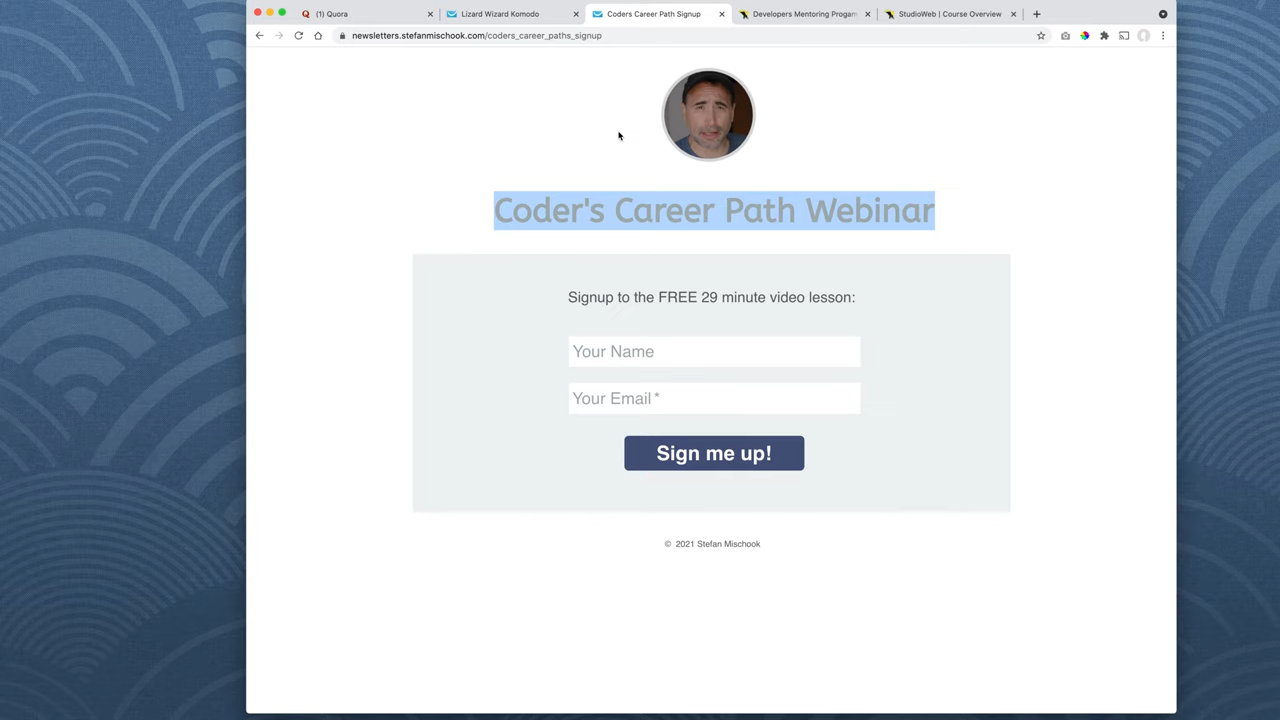 (1) Quora
Lizard Wizard Komodo
Coders Career Path Signup
Developers Mentoring Progam
StudioWeb | Course Overview
newsletters.stefanmischook.com/coders_career_paths_signup
Coder's Career Path Webinar
Signup to the FREE 29 minute video lesson:
Your Name
Your Email *
Sign me up!
© 2021 Stefan Mischook